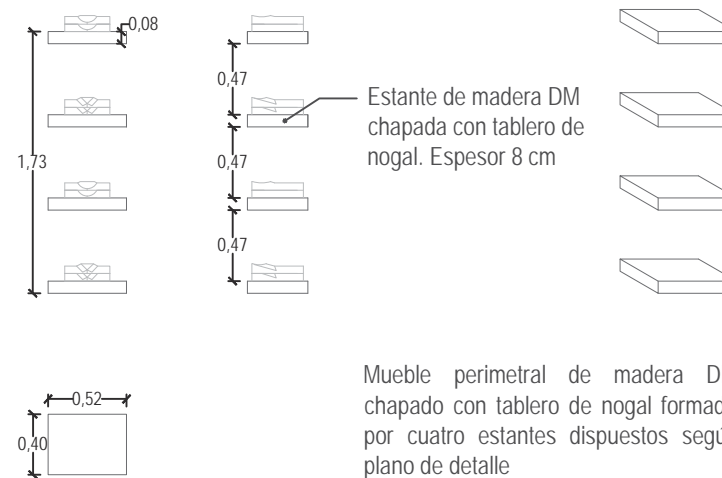 0,08
0,47
Estante de madera DM
chapada con tablero de
nogal. Espesor 8 cm
1,73
0,47
0,47
0,52
0,40
Mueble perimetral de madera D
chapado con tablero de nogal formad
por cuatro estantes dispuestos segú
plano de detalle